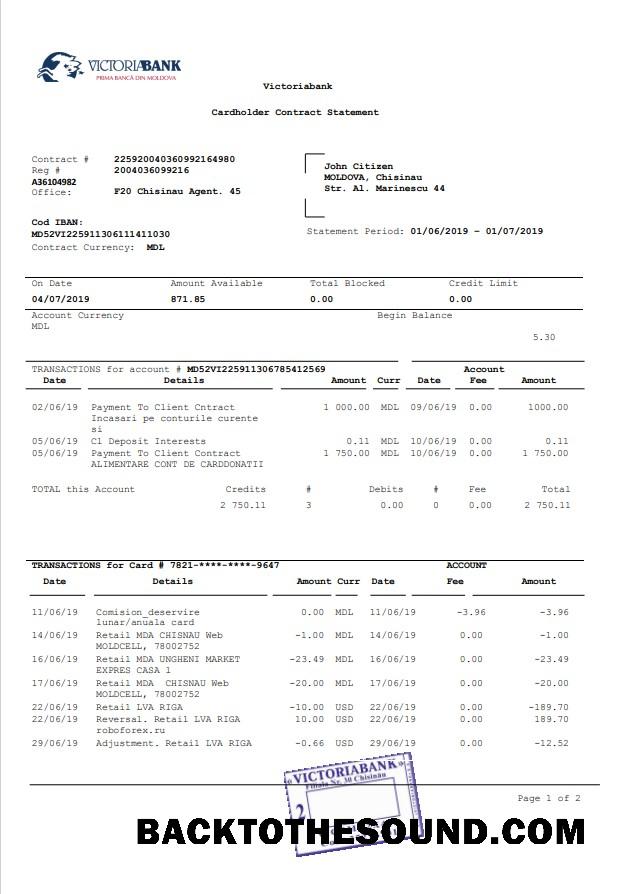 VICTORIABANK
PRIMA BANCĂ DIN MOLDOVA
Victoriabank
Cardholder Contract Statement
Contract # 225920040360992164980
Reg # 2004036099216
A36104982
Office: F20 Chisinau Agent. 45
John Citizen
MOLDOVA, Chisinau
Str. Al. Marinescu 44
Cod IBAN:
MD52VI225911306111411030
Contract Currency: MDL
Statement Period: 01/06/2019 – 01/07/2019
On Date Amount Available Total Blocked Credit Limit
04/07/2019 871.85 0.00 0.00
Account Currency Begin Balance
MDL
5.30
TRANSACTIONS for account # MD52VI225911306785412569 Account
Date Details Amount Curr Date Fee Amount
02/06/19 Payment To Client Cntract 1 000.00 MDL 09/06/19 0.00 1000.00
Incasari pe conturile curente
si
05/06/19 C1 Deposit Interests 0.11 MDL 10/06/19 0.00 0.11
05/06/19 Payment To Client Contract 1 750.00 MDL 10/06/19 0.00 1 750.00
ALIMENTARE CONT DE CARDDONATII
TOTAL this Account Credits # Debits # Fee Total
2 750.11 3 0.00 0 0.00 2 750.11
TRANSACTIONS for Card # 7821-****-****-9647 ACCOUNT
Date Details Amount Curr Date Fee Amount
11/06/19 Comision_deservire 0.00 MDL 11/06/19 -3.96 -3.96
lunar/anuala card
14/06/19 Retail MDA CHISNAU Web -1.00 MDL 14/06/19 0.00 -1.00
MOLDCELL, 78002752
16/06/19 Retail MDA UNGHENI MARKET -23.49 MDL 16/06/19 0.00 -23.49
EXPRES CASA 1
17/06/19 Retail MDA CHISNAU Web -20.00 MDL 17/06/19 0.00 -20.00
MOLDCELL, 78002752
22/06/19 Retail LVA RIGA -10.00 USD 22/06/19 0.00 -189.70
22/06/19 Reversal. Retail LVA RIGA 10.00 USD 22/06/19 0.00 189.70
roboforex.ru
29/06/19 Adjustment. Retail LVA RIGA -0.66 USD 29/06/19 0.00 -12.52
VICTORIABANK
Filiala Nr. 30 Chisinau
2
Page 1 of 2
BACKTOTHESOUND.COM